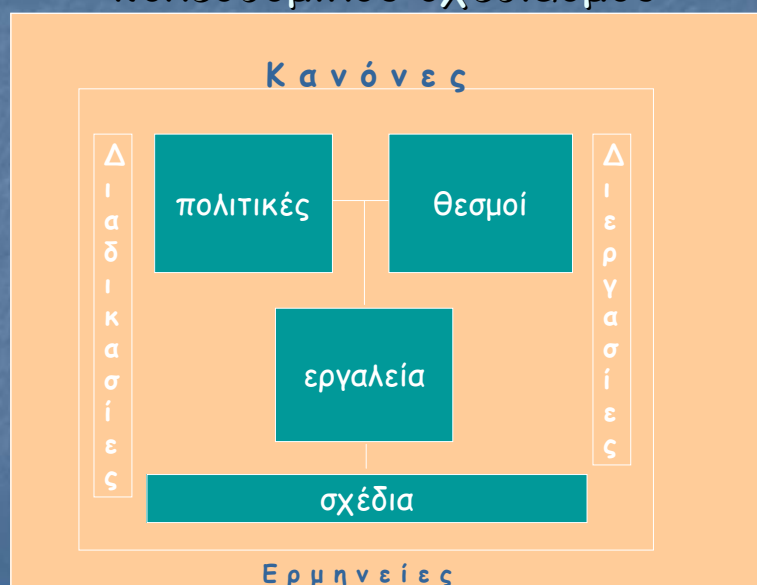 Κανόνες
Διαδικασίες
πολιτικές
θεσμοί
Διεργασίες
εργαλεία
σχέδια
Ερμηνείες